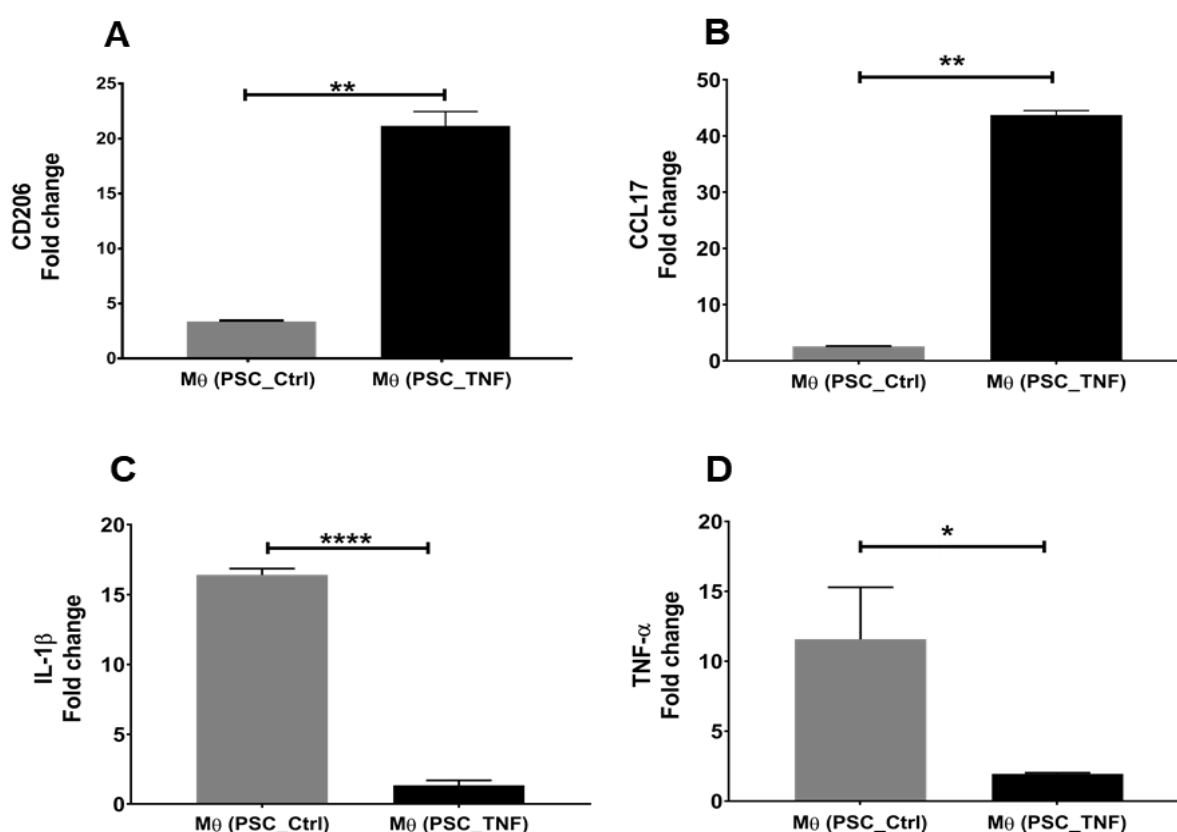 A
CD206
Fold change
25
20
15
10
5
0
**
Mθ (PSC_Ctrl)
Mθ (PSC_TNF)
B
CCL17
Fold change
50
40
30
20
10
0
**
Mθ (PSC_Ctrl)
Mθ (PSC_TNF)
C
IL-1β
Fold change
20
15
10
5
0
****
Mθ (PSC_Ctrl)
Mθ (PSC_TNF)
D
TNF-α
Fold change
20
15
10
5
0
*
Mθ (PSC_Ctrl)
Mθ (PSC_TNF)